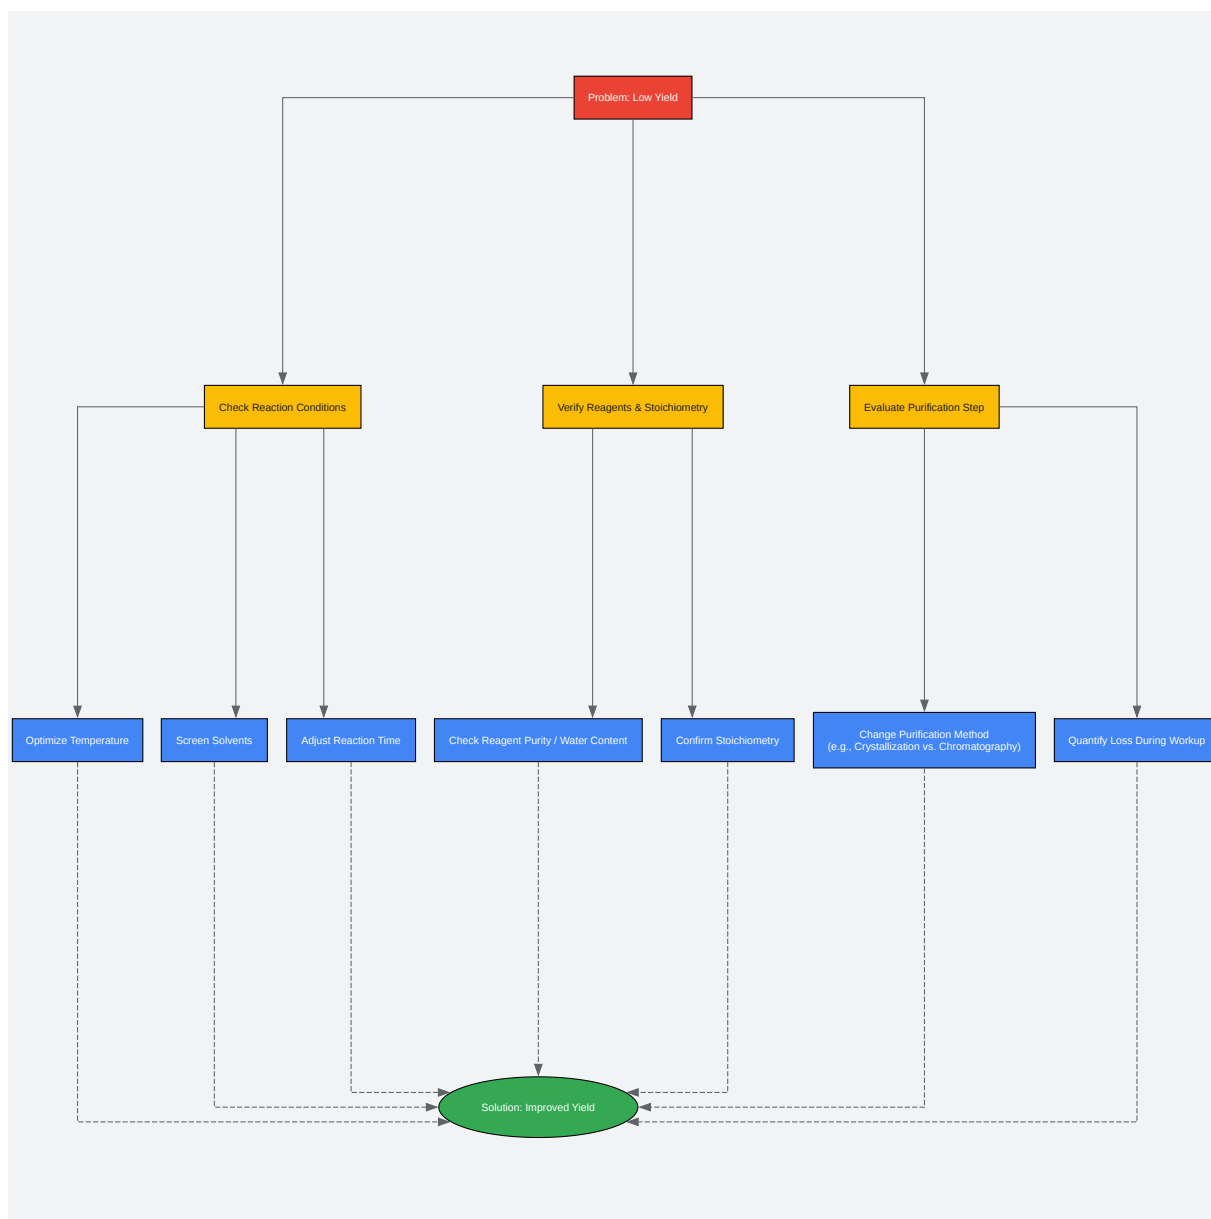 Problem: Low Yield
Check Reaction Conditions
Verify Reagents & Stoichiometry
Evaluate Purification Step
Optimize Temperature
Screen Solvents
Adjust Reaction Time
Check Reagent Purity / Water Content
Confirm Stoichiometry
Change Purification Method
(e.g., Crystallization vs. Chromatography)
Quantify Loss During Workup
Solution: Improved Yield